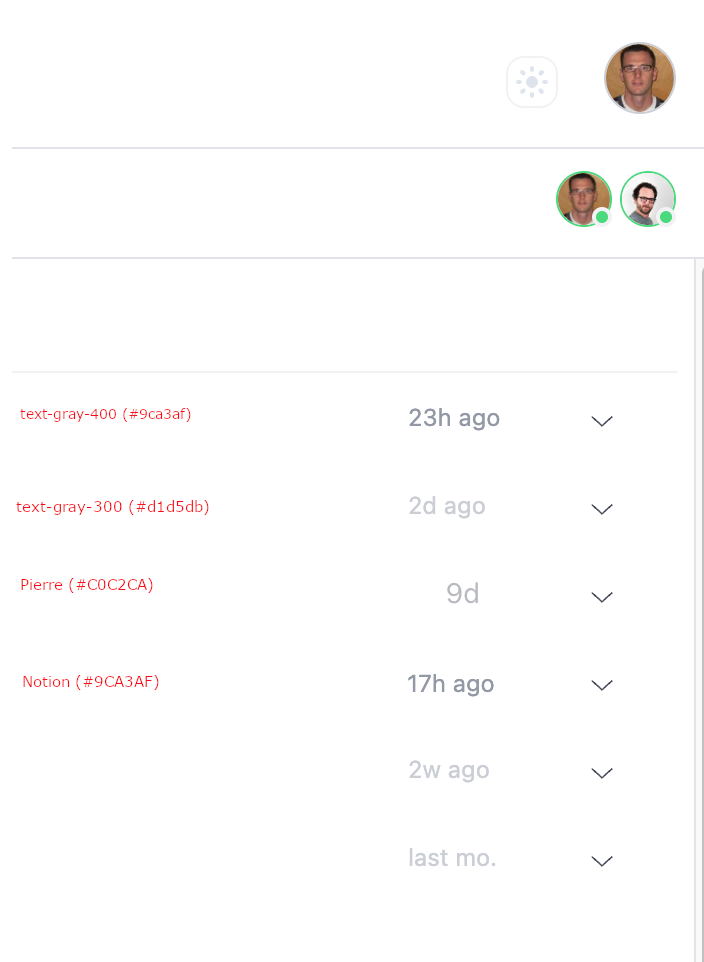 text-gray-400 (#9ca3af)
23h ago
text-gray-300 (#d1d5db)
2d ago
Pierre (#C0C2CA)
9d
Notion (#9CA3AF)
17h ago
2w ago
last mo.